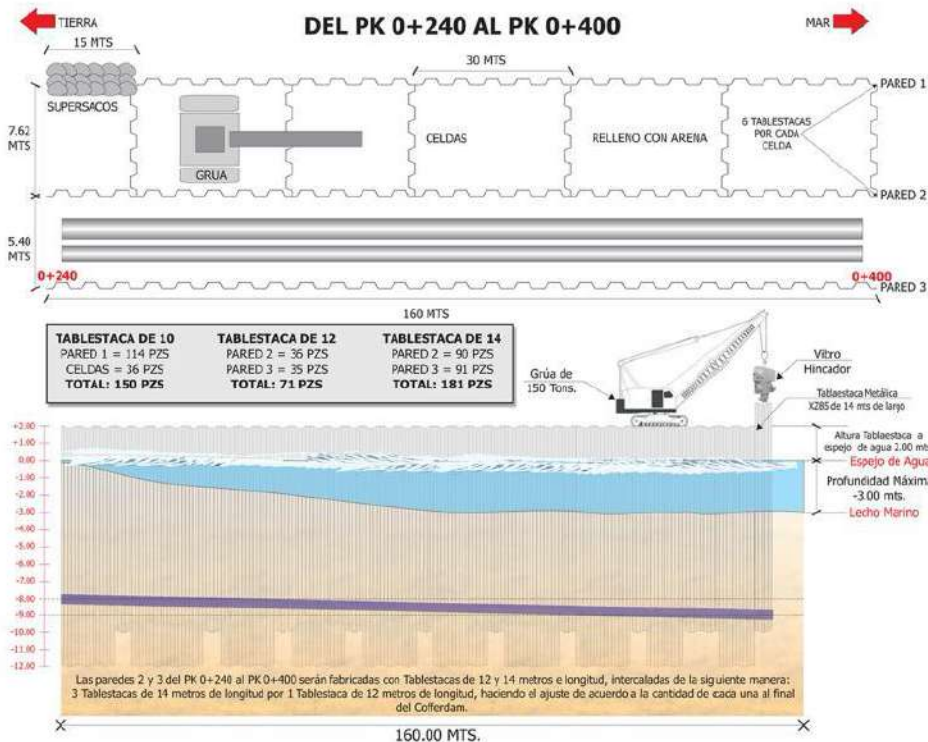 DEL PK 0+240 AL PK 0+400
TIERRA
MAR
15 MTS
30 MTS
SUPERSACOS
7.62
MTS
GRUA
CELDAS
RELLENO CON ARENA
6 TABLESTACAS
POR CADA
CELDA
PARED 1
PARED 2
5.40
MTS
0+240
0+400
PARED 3
160 MTS
TABLESTACA DE 10
PARED 1 = 114 PZS
CELDAS = 36 PZS
TOTAL: 150 PZS
TABLESTACA DE 12
PARED 2 = 36 PZS
PARED 3 = 35 PZS
TOTAL: 71 PZS
TABLESTACA DE 14
PARED 2 = 90 PZS
PARED 3 = 91 PZS
TOTAL: 181 PZS
Grúa de
150 Tons.
Vibro
Hincador
Tablaestaca Metálica
XZ85 de 14 mts de largo
Altura Tablaestaca a
espejo de agua 2.00 mts
Espejo de Agua
Profundidad Máxima
-3.00 mts.
Lecho Marino
+2.00
+1.00
0.00
-1.00
-2.00
-3.00
-4.00
-5.00
-6.00
-7.00
-8.00
-9.00
-10.00
-11.00
-12.00
Las paredes 2 y 3 del PK 0+240 al PK 0+400 serán fabricadas con Tablestacas de 12 y 14 metros e longitud, intercaladas de la siguiente manera:
3 Tablestacas de 14 metros de longitud por 1 Tablestaca de 12 metros de longitud, haciendo el ajuste de acuerdo a la cantidad de cada una al final
del Cofferdam.
160.00 MTS.